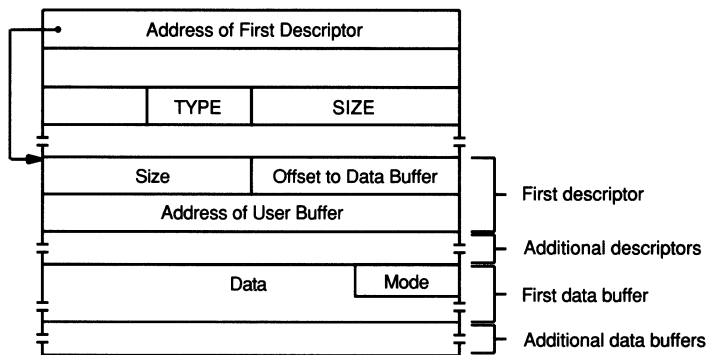 Address of First Descriptor
TYPE
SIZE
Size
Offset to Data Buffer
First descriptor
Address of User Buffer
Additional descriptors
Data
Mode
First data buffer
Additional data buffers